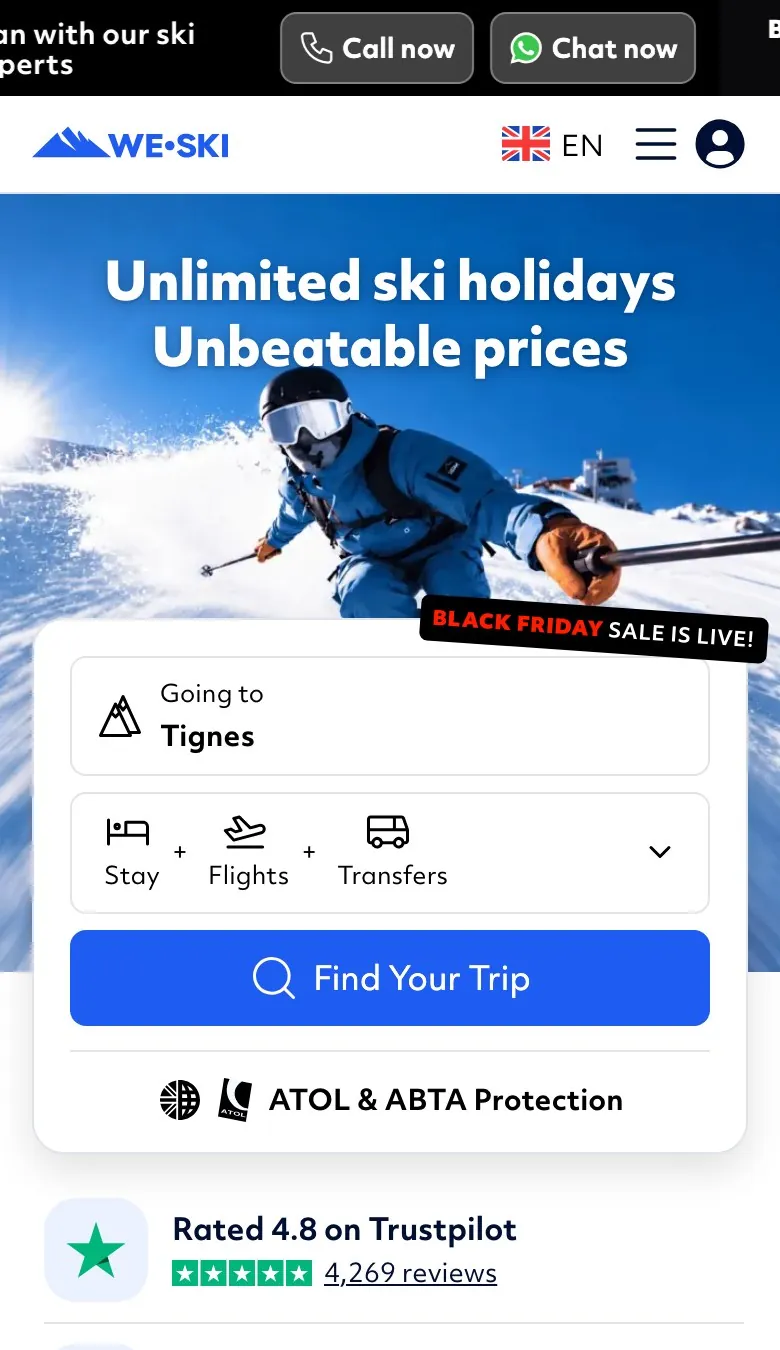 an with our ski
perts
Call now
Chat now
WE•SKI
EN
Unlimited ski holidays
Unbeatable prices
BLACK FRIDAY SALE IS LIVE!
Going to
Tignes
Stay + Flights + Transfers
Find Your Trip
ATOL
ATOL & ABTA Protection
Rated 4.8 on Trustpilot
4,269 reviews